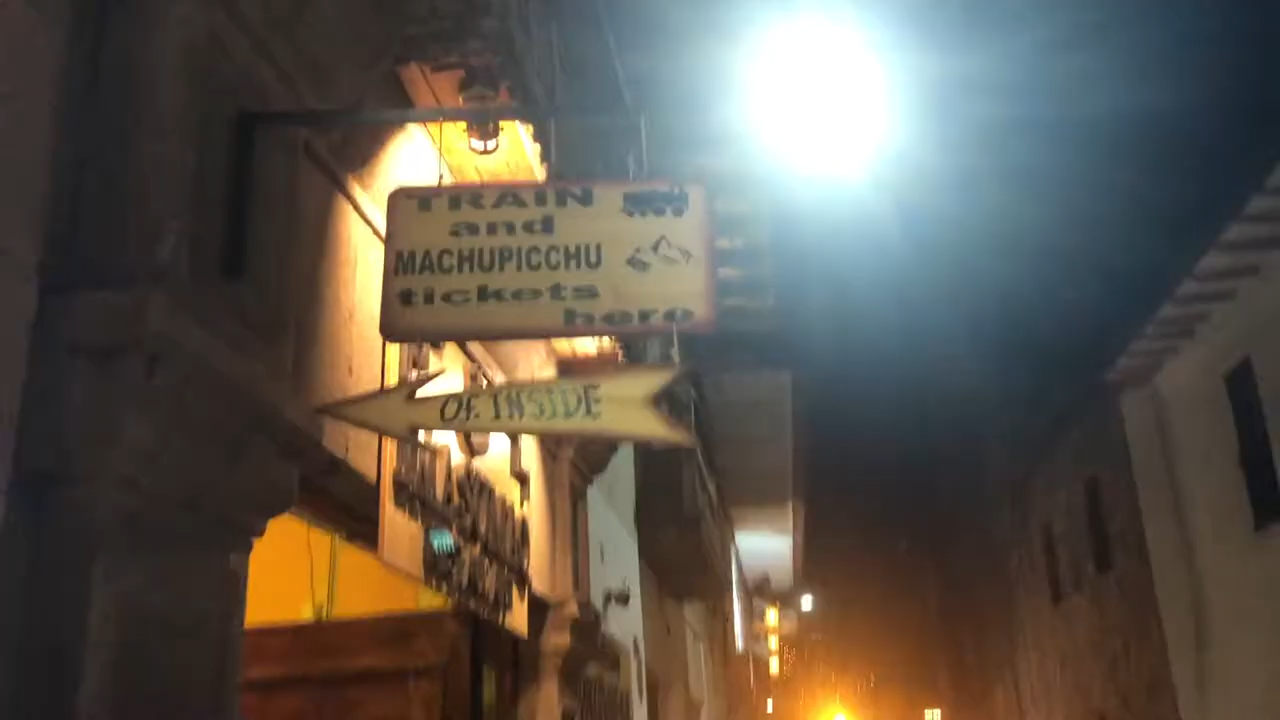 TRAIN
and
MACHUPICCHU
tickets
here
OF. INSIDE